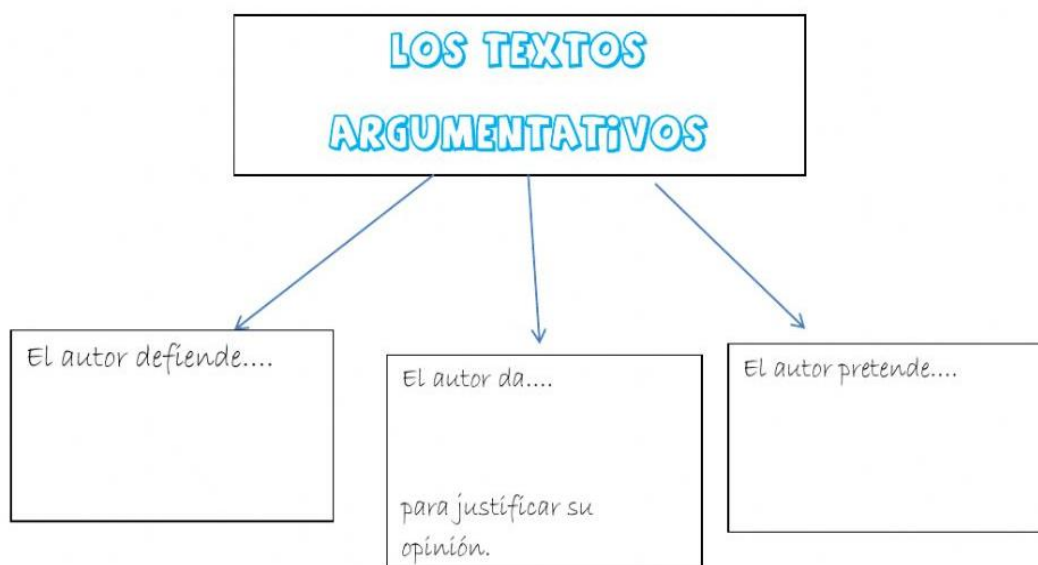 LOS TEXTOS
ARGUMENTATiVOS
El autor defiende....
El autor da....
para justificar su
opinión.
El autor pretende....